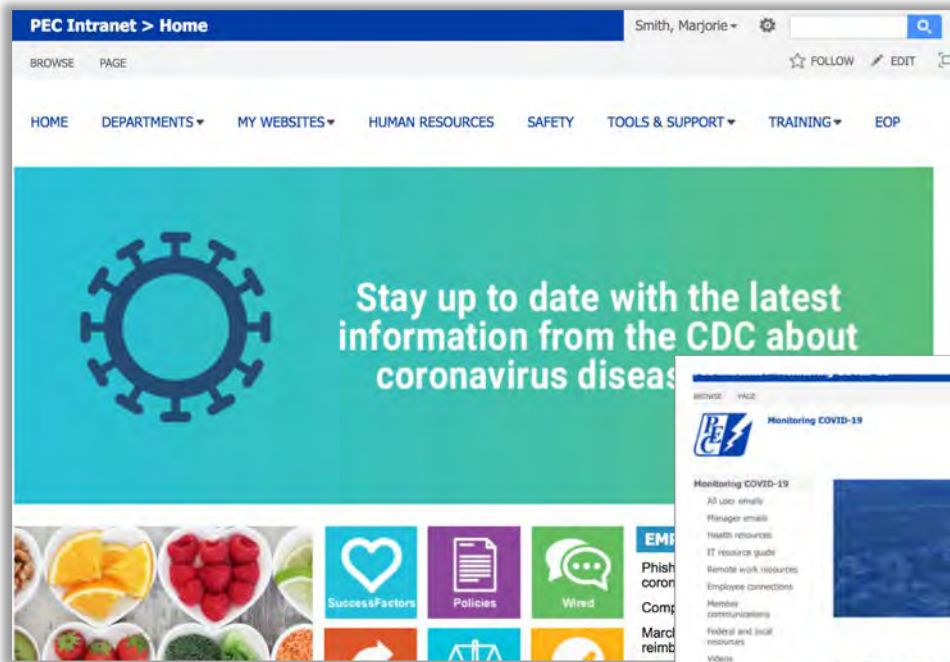 PEC Intranet > Home
Smith, Marjorie
BROWSE PAGE
FOLLOW EDIT
HOME DEPARTMENTS MY WEBSITES HUMAN RESOURCES SAFETY TOOLS & SUPPORT TRAINING EOP
Stay up to date with the latest
information from the CDC about
coronavirus diseas
SuccessFactors
Policies
Wired
EMP
Phish
coron
Comp
Marc
reimb
BROWSE PAGE
PEC
Monitoring COVID-19
Monitoring COVID-19
All user emails
Manager emails
Health resources
IT resource guide
Remote work resources
Employee connections
Member
communications
Federal and local
resources
Videos